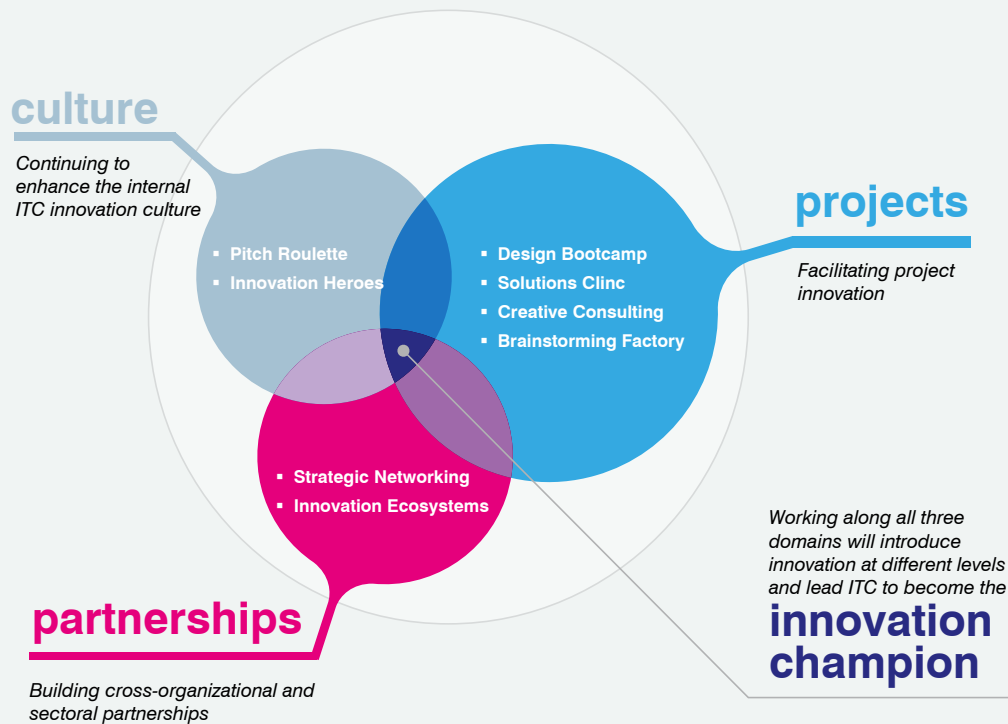 culture
Continuing to
enhance the internal
ITC innovation culture
▪ Pitch Roulette
▪ Innovation Heroes
projects
Facilitating project
innovation
▪ Design Bootcamp
▪ Solutions Clinc
▪ Creative Consulting
▪ Brainstorming Factory
▪ Strategic Networking
▪ Innovation Ecosystems
partnerships
Building cross-organizational and
sectoral partnerships
Working along all three
domains will introduce
innovation at different levels
and lead ITC to become the
innovation
champion